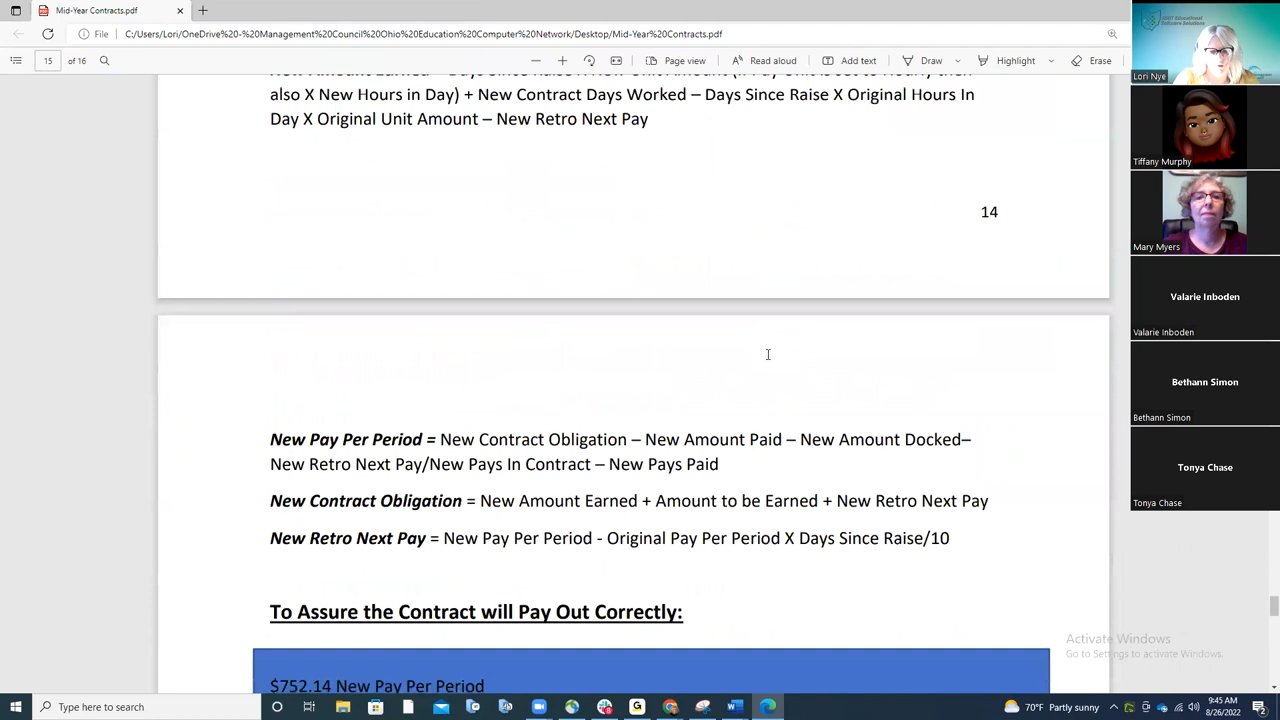 Mid-Year Contracts.pdf
File
C:/Users/Lori/OneDrive%20-%20Management%20Council%20Ohio%20Education%20Computer%20Network/Desktop/Mid-Year%20Contracts.pdf
15 of 16
Page view
Read aloud
Add text
Draw
Highlight
Erase
also X New Hours in Day) + New Contract Days Worked – Days Since Raise X Original Hours In
Day X Original Unit Amount – New Retro Next Pay
14
New Pay Per Period = New Contract Obligation – New Amount Paid – New Amount Docked–
New Retro Next Pay/New Pays In Contract – New Pays Paid
New Contract Obligation = New Amount Earned + Amount to be Earned + New Retro Next Pay
New Retro Next Pay = New Pay Per Period - Original Pay Per Period X Days Since Raise/10
To Assure the Contract will Pay Out Correctly:
$752.14 New Pay Per Period
Lori Nye
Tiffany Murphy
Mary Myers
Valarie Inboden
Valarie Inboden
Bethann Simon
Bethann Simon
Tonya Chase
Tonya Chase
Activate Windows
Go to Settings to activate Windows.
Type here to search
70°F Partly sunny
9:45 AM
8/26/2022
2